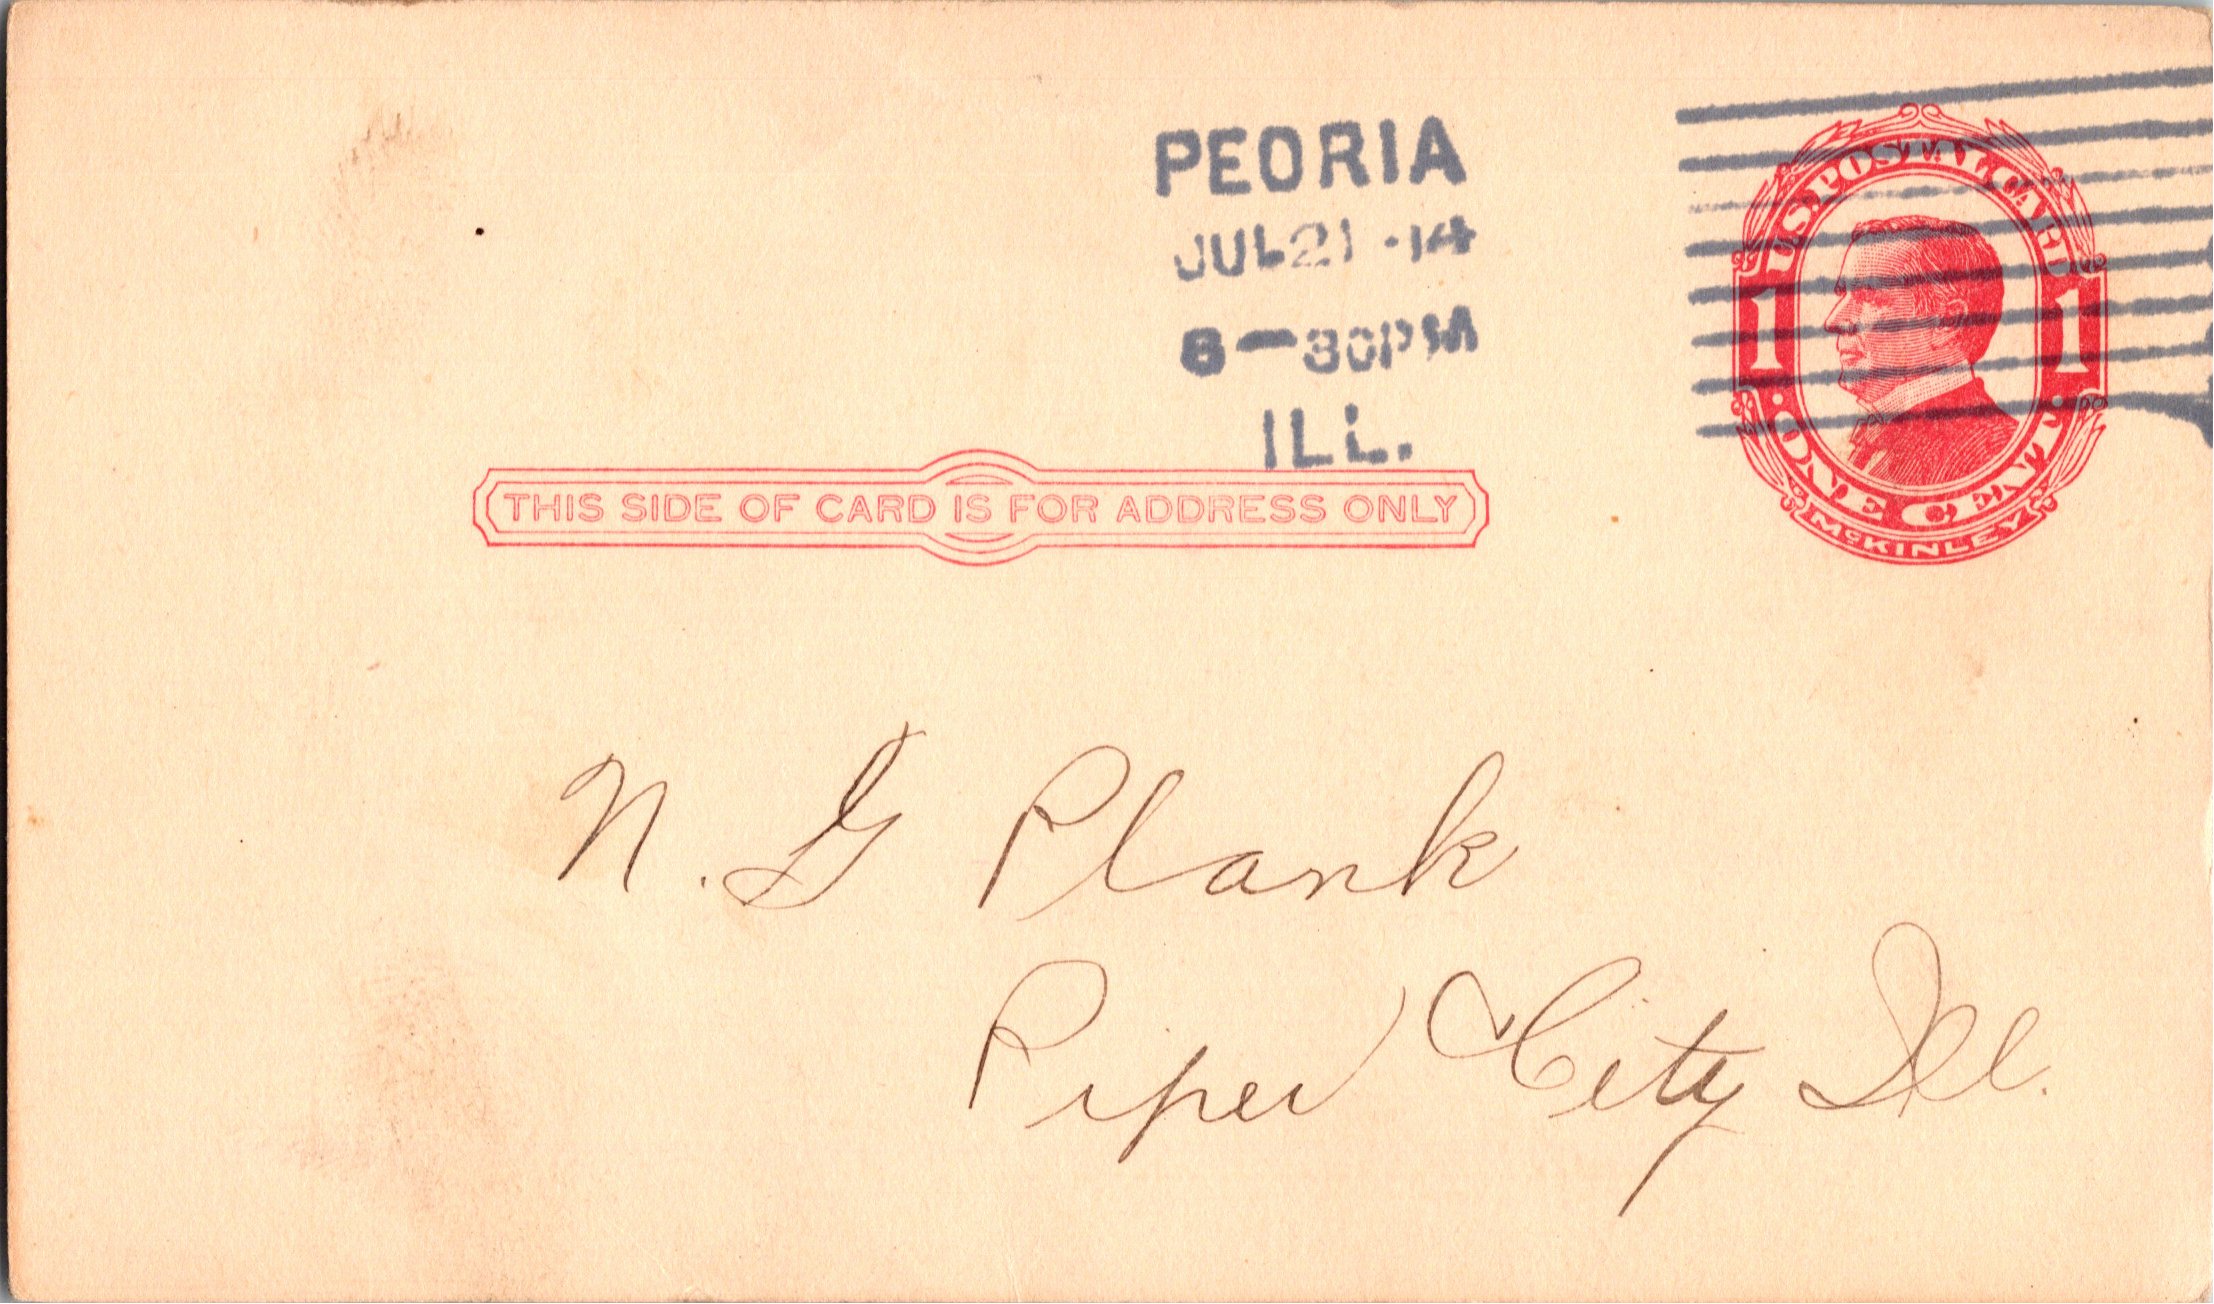 PEORIA
JUL 21 -14
6-30PM
ILL.
U.S. POSTAL CARD
1 1
ONE CENT
McKINLEY
THIS SIDE OF CARD IS FOR ADDRESS ONLY
N. G Plank
Piper City Ill.